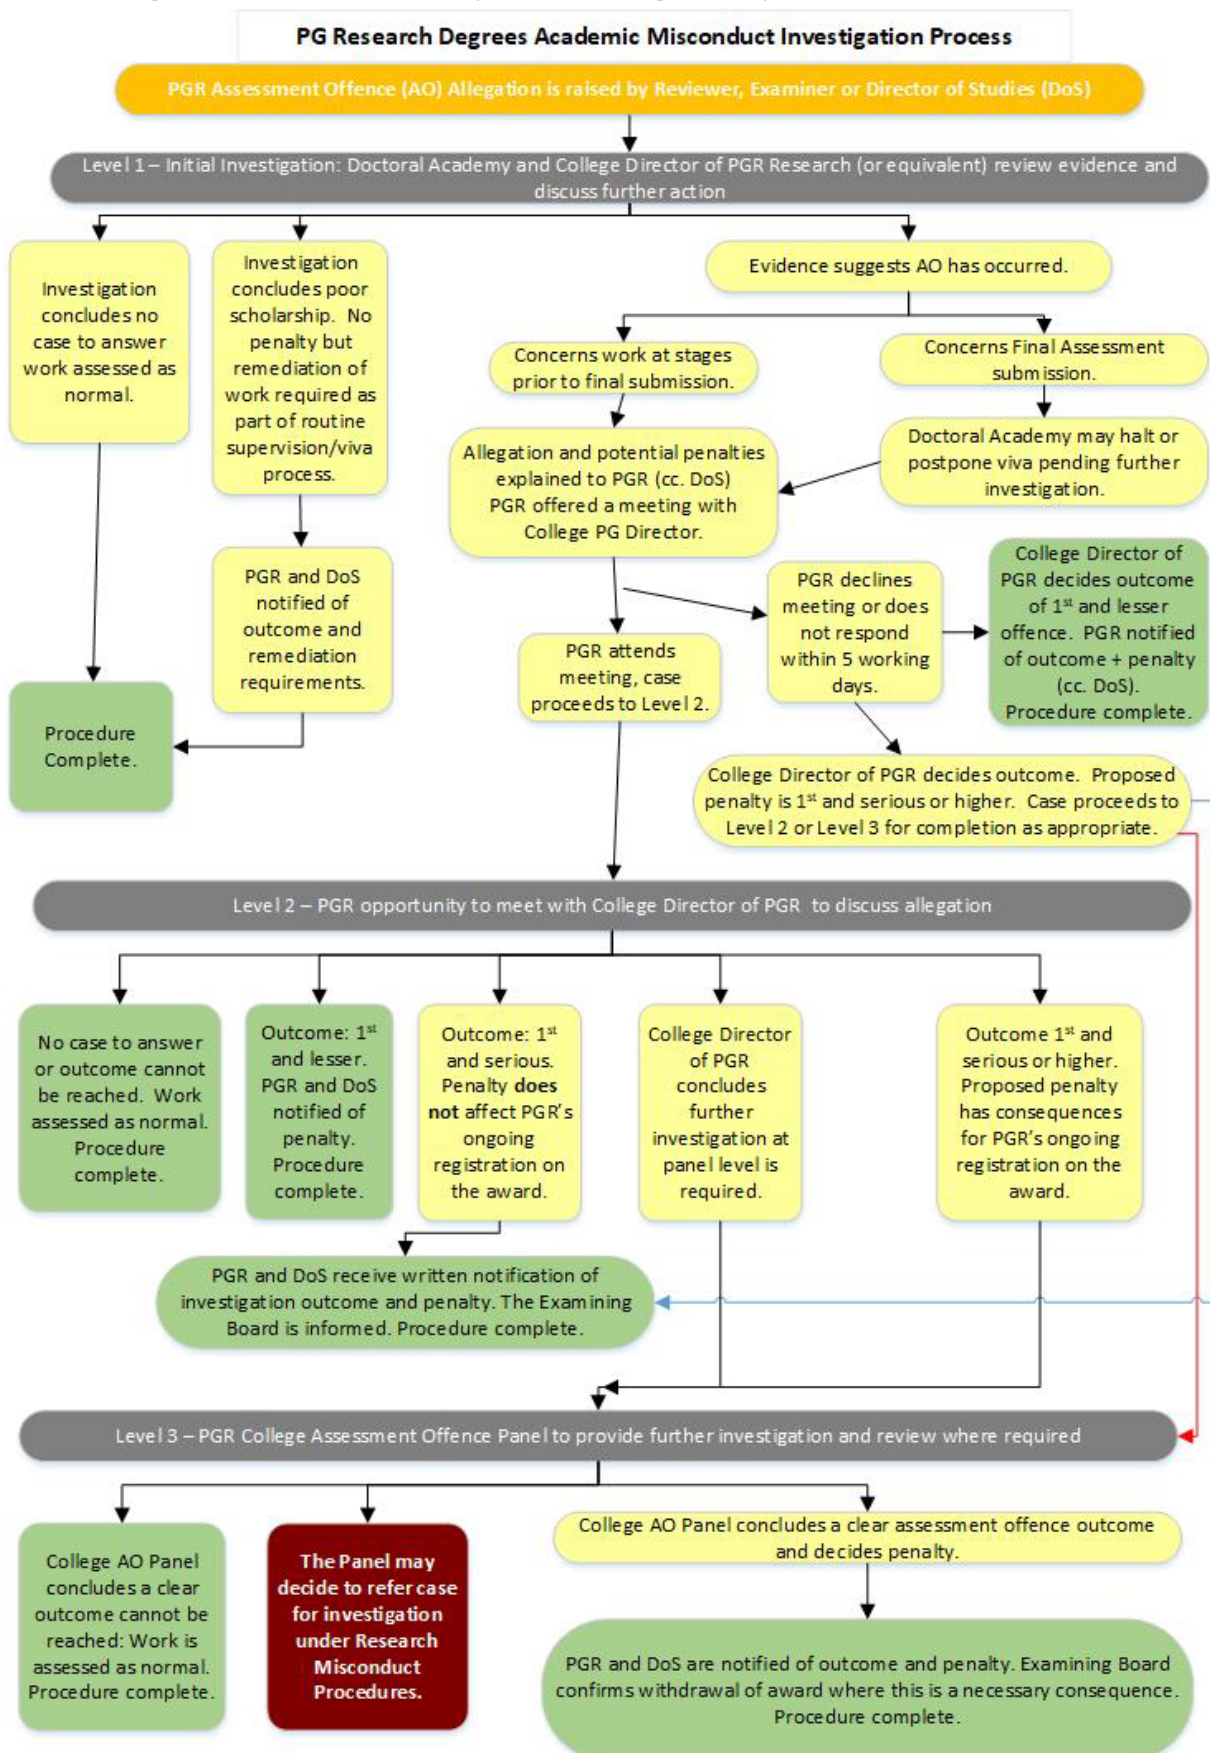 PG Research Degrees Academic Misconduct Investigation Process
PGR Assessment Offence (AO) Allegation is raised by Reviewer, Examiner or Director of Studies (DoS)
Level 1 – Initial Investigation: Doctoral Academy and College Director of PGR Research (or equivalent) review evidence and
discuss further action
Investigation
concludes no
case to answer
work assessed as
normal.
Investigation
concludes poor
scholarship. No
penalty but
remediation of
work required as
part of routine
supervision/viva
process.
Evidence suggests AO has occurred.
Concerns work at stages
prior to final submission.
Concerns Final Assessment
submission.
Doctoral Academy may halt or
postpone viva pending further
investigation.
Allegation and potential penalties
explained to PGR (cc. DoS)
PGR offered a meeting with
College PG Director.
PGR and DoS
notified of
outcome and
remediation
requirements.
Procedure
Complete.
PGR attends
meeting, case
proceeds to Level 2.
PGR declines
meeting or does
not respond
within 5 working
days.
College Director of
PGR decides outcome
of 1st and lesser
offence. PGR notified
of outcome + penalty
(cc. DoS).
Procedure complete.
College Director of PGR decides outcome. Proposed
penalty is 1st and serious or higher. Case proceeds to
Level 2 or Level 3 for completion as appropriate.
Level 2 – PGR opportunity to meet with College Director of PGR to discuss allegation
No case to answer
or outcome cannot
be reached. Work
assessed as normal.
Procedure
complete.
Outcome: 1st
and lesser.
PGR and DoS
notified of
penalty.
Procedure
complete.
Outcome: 1st
and serious.
Penalty does
not affect PGR's
ongoing
registration on
the award.
College Director
of PGR
concludes
further
investigation at
panel level is
required.
Outcome 1st and
serious or higher.
Proposed penalty
has consequences
for PGR's ongoing
registration on the
award.
PGR and DoS receive written notification of
investigation outcome and penalty. The Examining
Board is informed. Procedure complete.
Level 3 – PGR College Assessment Offence Panel to provide further investigation and review where required
College AO Panel
concludes a clear
outcome cannot be
reached: Work is
assessed as normal.
Procedure complete.
The Panel may
decide to refer case
for investigation
under Research
Misconduct
Procedures.
College AO Panel concludes a clear assessment offence outcome
and decides penalty.
PGR and DoS are notified of outcome and penalty. Examining Board
confirms withdrawal of award where this is a necessary consequence.
Procedure complete.